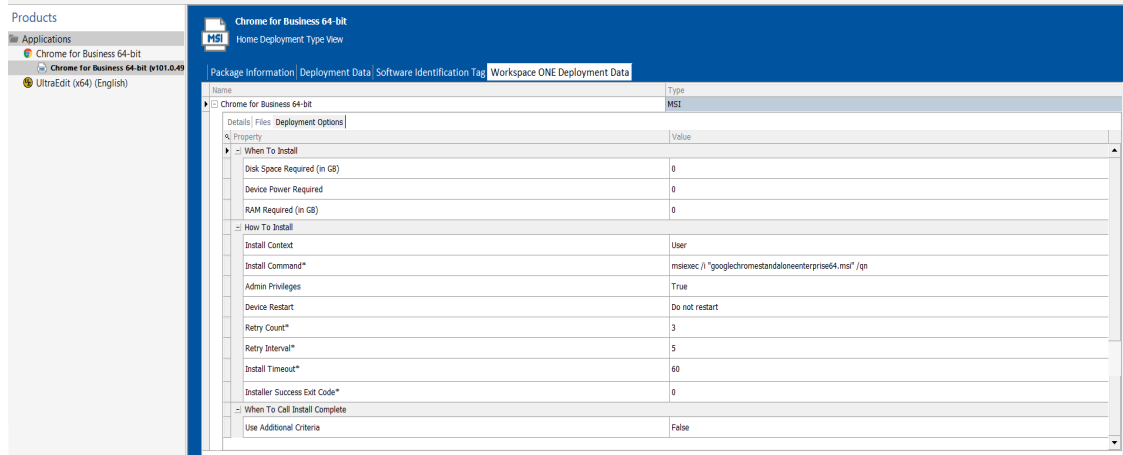 Products
Applications
Chrome for Business 64-bit
Chrome for Business 64-bit (v101.0.49
UltraEdit (x64) (English)
MSI
Chrome for Business 64-bit
Home Deployment Type View
Package Information Deployment Data Software Identification Tag Workspace ONE Deployment Data
Name Type
Chrome for Business 64-bit MSI
Details Files Deployment Options
Property Value
When To Install
Disk Space Required (in GB) 0
Device Power Required 0
RAM Required (in GB) 0
How To Install
Install Context User
Install Command* msiexec /i "googlechromestandaloneenterprise64.msi" /qn
Admin Privileges True
Device Restart Do not restart
Retry Count* 3
Retry Interval* 5
Install Timeout* 60
Installer Success Exit Code* 0
When To Call Install Complete
Use Additional Criteria False